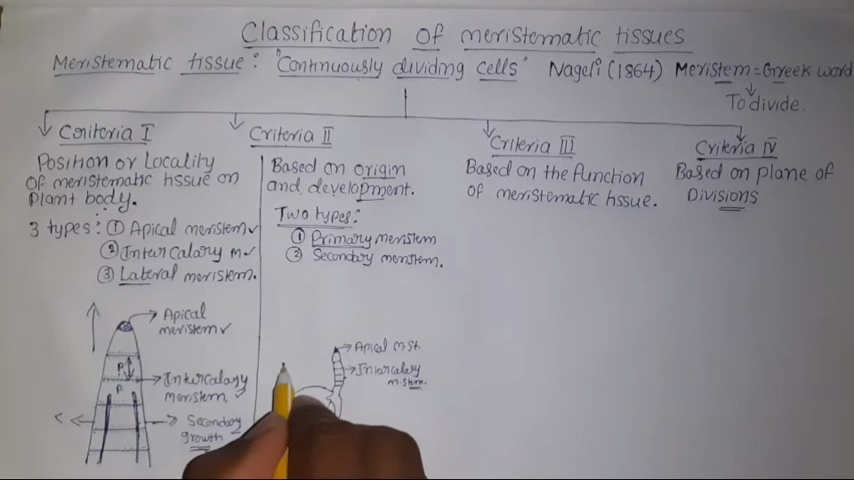 Classification of meristematic tissues
Meristematic tissue: "Continuously dividing cells" Nageli (1864) Meristem = Greek word
To divide.
Criteria I
Position or Locality
of meristematic tissue on
Plant body.
3 types: ① Apical meristem
② Intercalary m
③ Lateral meristem.
Apical
meristem
P
P
Intercalary
meristem
Secondary
growth
Criteria II
Based on origin
and development.
Two types:
① Primary meristem
② Secondary meristem.
Apical m St.
Intercalary
m stem.
Criteria III
Based on the function
of meristematic tissue.
Criteria IV
Based on plane of
Divisions